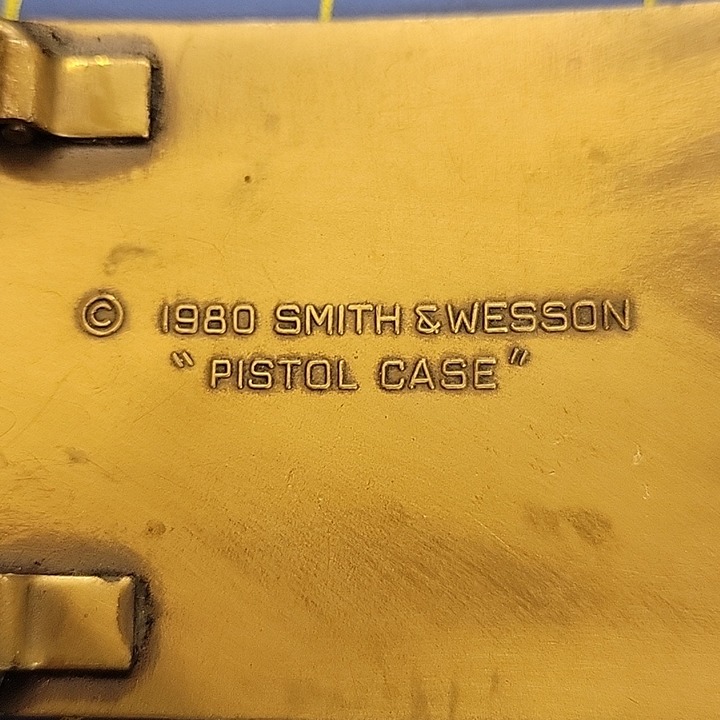 © 1980 SMITH & WESSON
"PISTOL CASE"